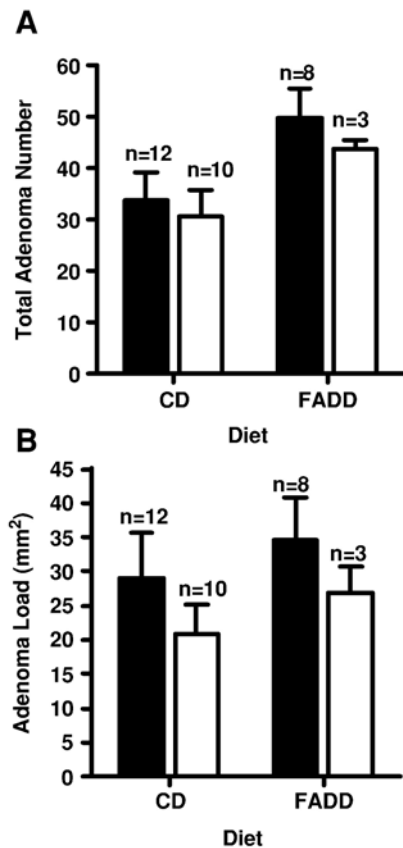 A
Total Adenoma Number
60
50
40
30
20
10
0
n=12
n=10
n=8
n=3
CD
FADD
Diet
B
Adenoma Load (mm²)
45
40
35
30
25
20
15
10
5
0
n=12
n=10
n=8
n=3
CD
FADD
Diet